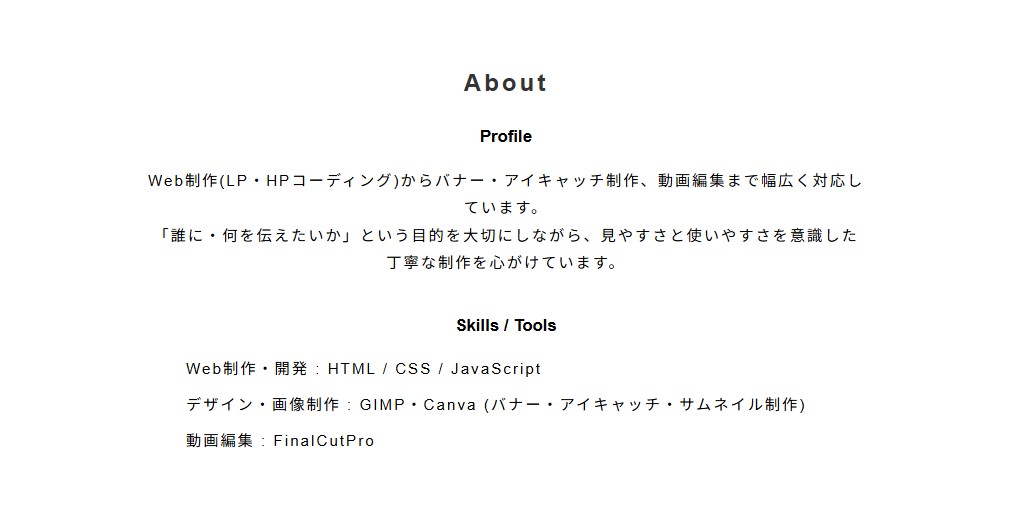 About
Profile
Web制作(LP・HPコーディング)からバナー・アイキャッチ制作、動画編集まで幅広く対応し
ています。
「誰に・何を伝えたいか」という目的を大切にしながら、見やすさと使いやすさを意識した
丁寧な制作を心がけています。
Skills / Tools
Web制作・開発 : HTML / CSS / JavaScript
デザイン・画像制作 : GIMP・Canva (バナー・アイキャッチ・サムネイル制作)
動画編集 : FinalCutPro